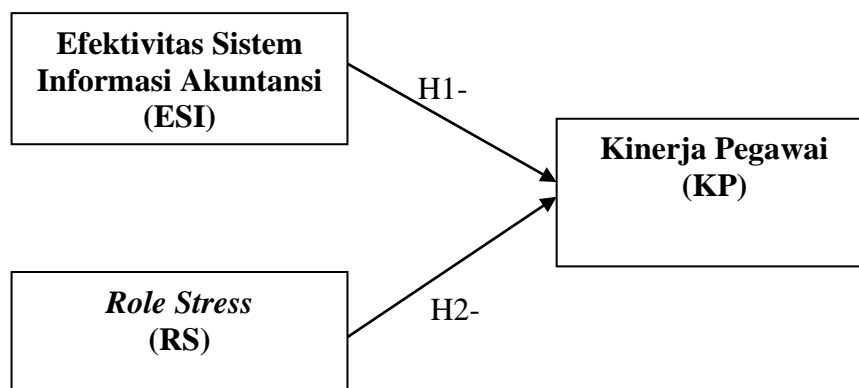 Efektivitas Sistem
Informasi Akuntansi
(ESI)
H1-
Kinerja Pegawai
(KP)
Role Stress
(RS)
H2-